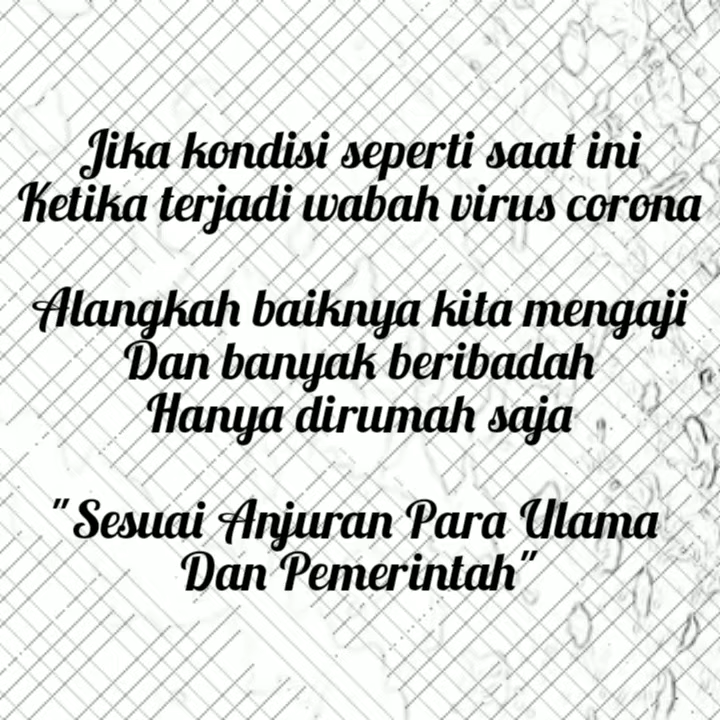 Jika kondisi seperti saat ini
Ketika terjadi wabah virus corona
Alangkah baiknya kita mengaji
Dan banyak beribadah
Hanya dirumah saja
"Sesuai Anjuran Para Ulama
Dan Pemerintah"